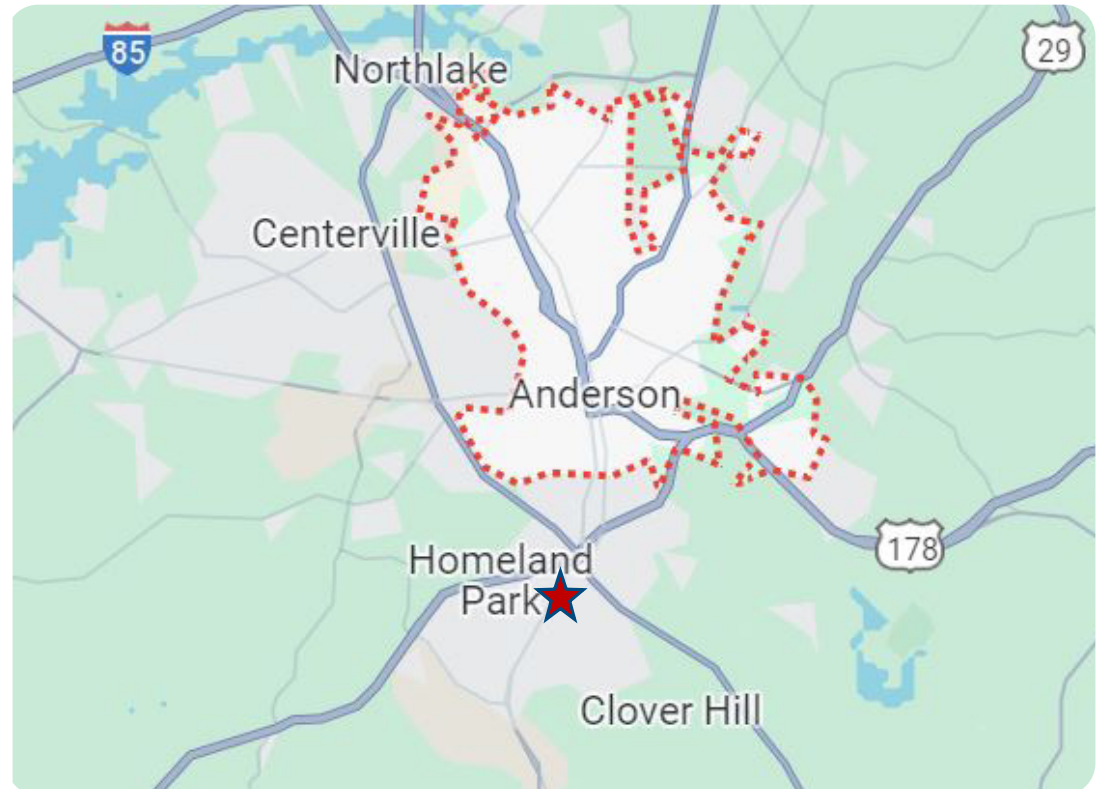 85
29
Northlake
Centerville
Anderson
178
Homeland
Park
Clover Hill